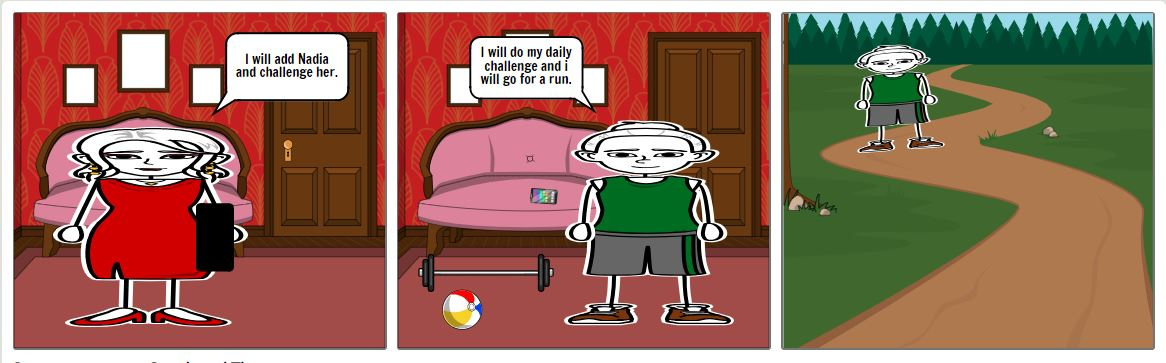 I will add Nadia
and challenge her.
I will do my daily
challenge and i
will go for a run.